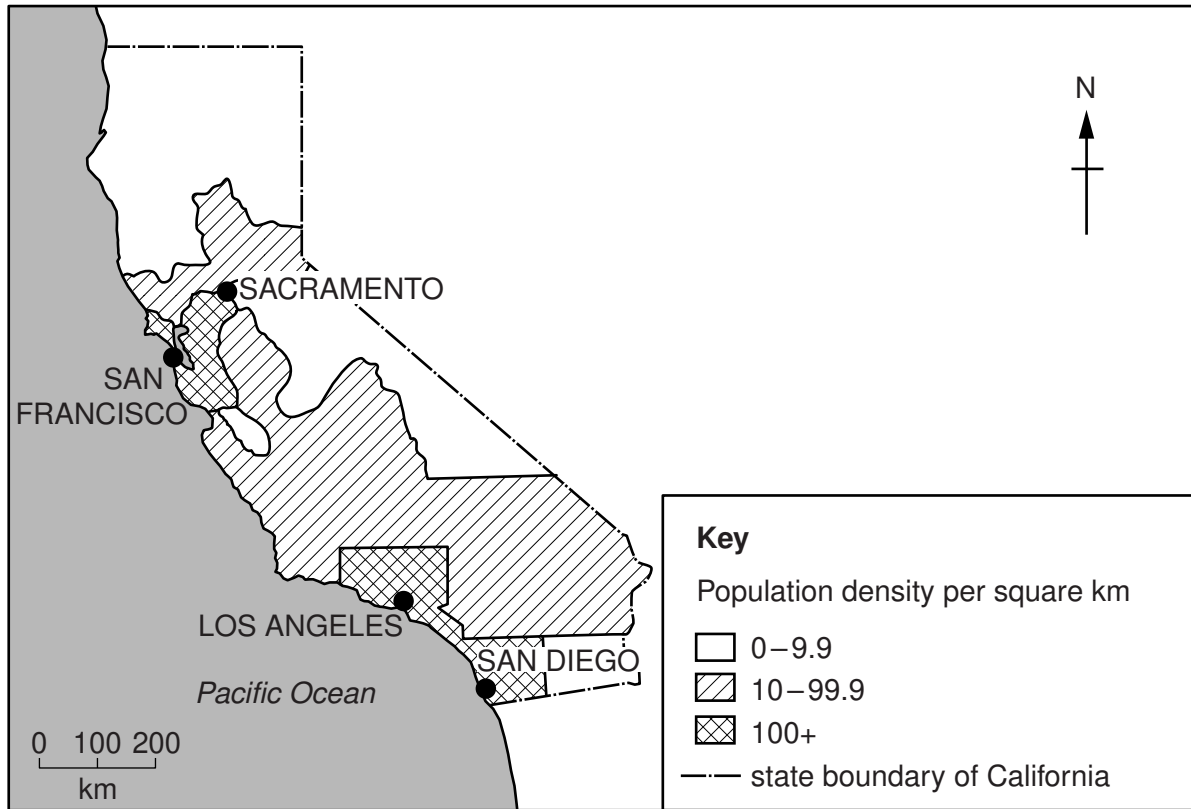 N
SACRAMENTO
SAN
FRANCISCO
LOS ANGELES
SAN DIEGO
Pacific Ocean
0 100 200
km
Key
Population density per square km
0–9.9
10–99.9
100+
state boundary of California